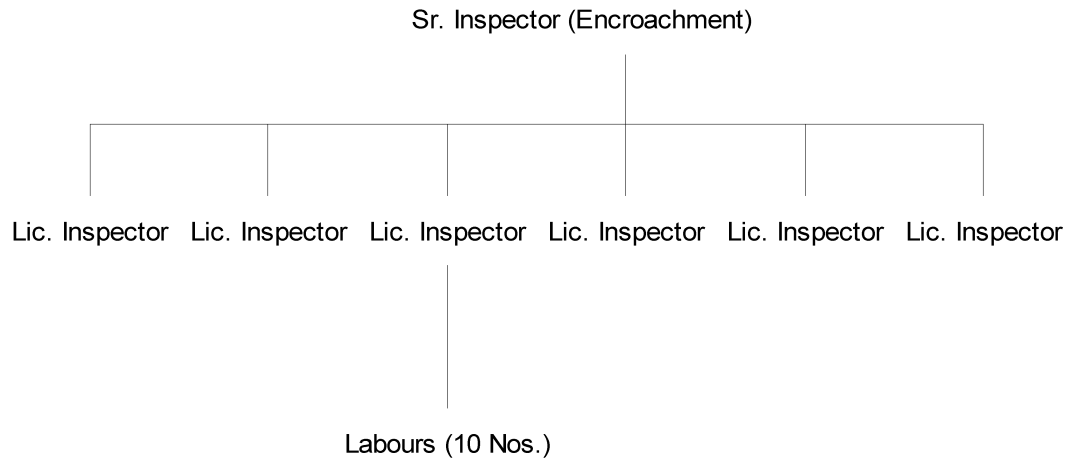 Sr. Inspector (Encroachment)
Lic. Inspector Lic. Inspector Lic. Inspector Lic. Inspector Lic. Inspector Lic. Inspector
Labours (10 Nos.)